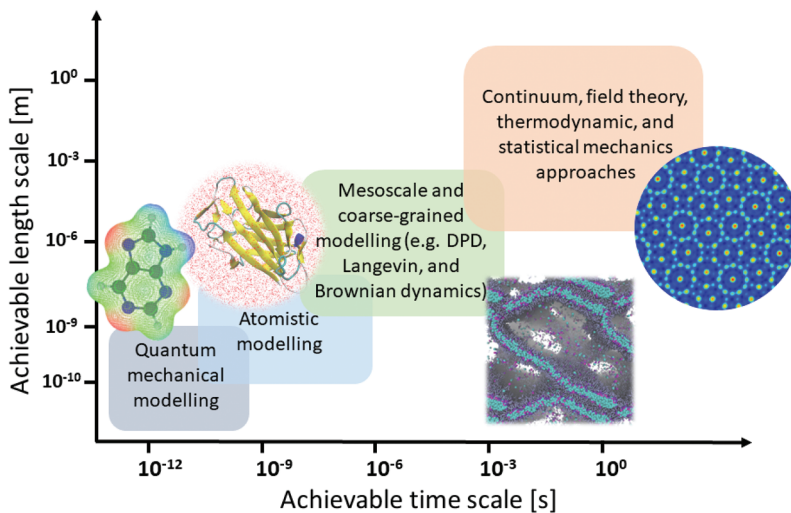 Achievable length scale [m]
10⁰
10⁻³
10⁻⁶
10⁻⁹
10⁻¹⁰
Continuum, field theory,
thermodynamic, and
statistical mechanics
approaches
Mesoscale and
coarse-grained
modelling (e.g. DPD,
Langevin, and
Brownian dynamics)
Atomistic
modelling
Quantum
mechanical
modelling
10⁻¹²
10⁻⁹
10⁻⁶
10⁻³
10⁰
Achievable time scale [s]